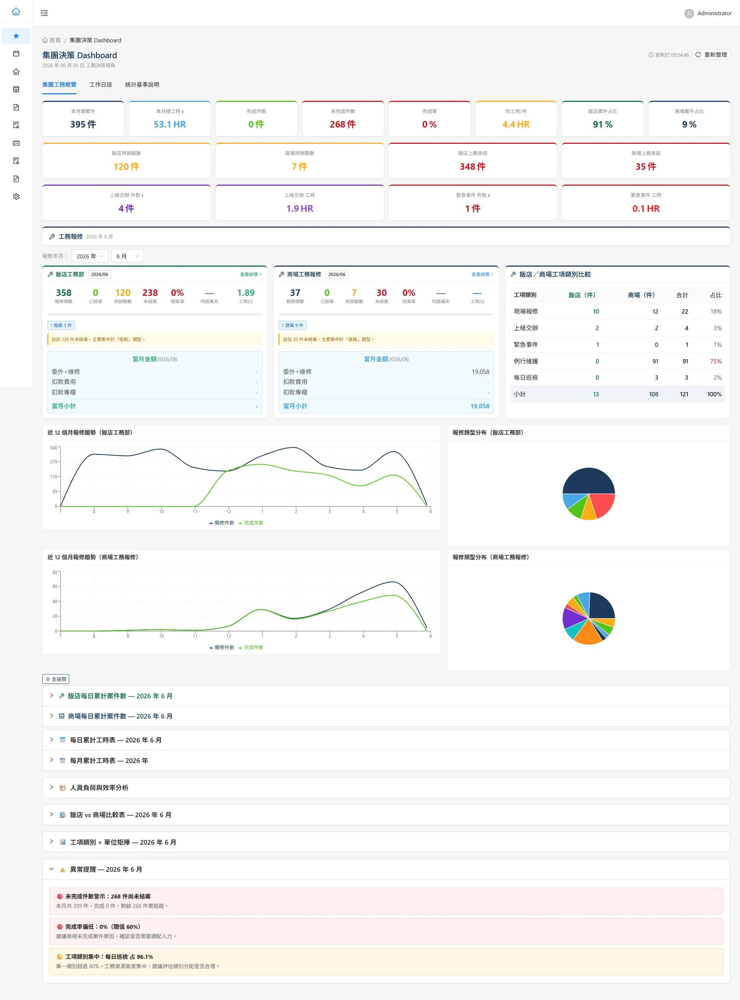 Administrator
首頁 / 集團決策 Dashboard
集團決策 Dashboard
更新於 09:54:46 重新整理
2026 年 06 月 05 日 工務決策視角
集團工務概覽 工作日誌 統計基準說明
本月總案件 本月總工時 ℹ 完成件數 未完成件數 完成率 均工時/件 飯店案件占比 商場案件占比
395 件 53.1 HR 0 件 268 件 0 % 4.4 HR 91 % 9 %
飯店待辦驗數 商場待辦驗數 飯店上期未結 商場上期未結
120 件 7 件 348 件 35 件
上級交辦 件數 ℹ 上級交辦 工時 緊急事件 件數 ℹ 緊急事件 工時
4 件 1.9 HR 1 件 0.1 HR
工務報修 2026 年 6 月
報修年月： 2026 年 6 月
飯店工務部 2026/06 查看詳情
358 0 120 238 0% — 1.89
報修總數 已結案 待辦驗數 未結案 結案率 均結案天 工時(h)
↑ 衛廁 5 件
目前 238 件未結案，主要集中於「衛廁」類型。
當月金額2026/06
委外+維修 -
扣款費用 -
扣款專櫃 -
當月小計 -
商場工務報修 2026/06 查看詳情
37 0 7 30 0% — —
報修總數 已結案 待辦驗數 未結案 結案率 均結案天 工時(h)
↑ 建築 9 件
目前 30 件未結案，主要集中於「建築」類型。
當月金額2026/06
委外+維修 19,058
扣款費用 -
扣款專櫃 -
當月小計 19,058
飯店／商場工項類別比較
工項類別 飯店（件） 商場（件） 合計 占比
現場報修 10 12 22 18%
上級交辦 2 2 4 3%
緊急事件 1 0 1 1%
例行維護 0 91 91 75%
每日巡檢 0 3 3 2%
小計 13 108 121 100%
近 12 個月報修趨勢（飯店工務部）
340
255
170
85
0
7 8 9 10 11 12 1 2 3 4 5 6
報修件數 完成件數
報修類型分布（飯店工務部）
近 12 個月報修趨勢（商場工務報修）
80
60
40
20
0
7 8 9 10 11 12 1 2 3 4 5 6
報修件數 完成件數
報修類型分布（商場工務報修）
全展開
飯店每日累計案件數 — 2026 年 6 月
商場每日累計案件數 — 2026 年 6 月
每日累計工時表 — 2026 年 6 月
每月累計工時表 — 2026 年
人員負荷與效率分析
飯店 vs 商場比較表 — 2026 年 6 月
工項類別 × 單位矩陣 — 2026 年 6 月
異常提醒 — 2026 年 6 月
未完成件數警示：268 件尚未結案
本月共 395 件，完成 0 件，剩餘 268 件需追蹤。
完成率偏低：0%（閾值 60%）
建議檢視未完成案件原因，確認是否需要調配人力。
工項類別集中：每日巡檢 占 96.1%
單一類別超過 60%，工務資源高度集中，建議評估類別分配是否合理。